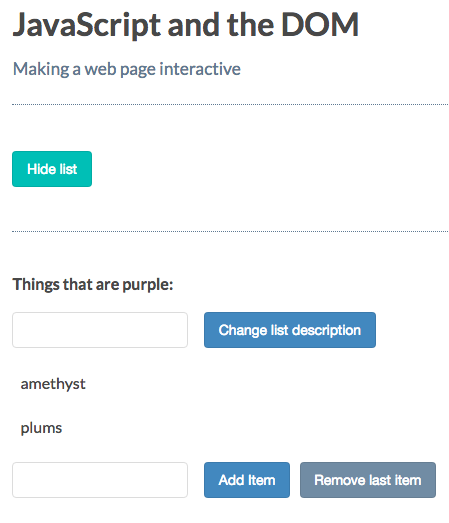 JavaScript and the DOM
Making a web page interactive
Hide list
Things that are purple:
Change list description
amethyst
plums
Add Item Remove last item